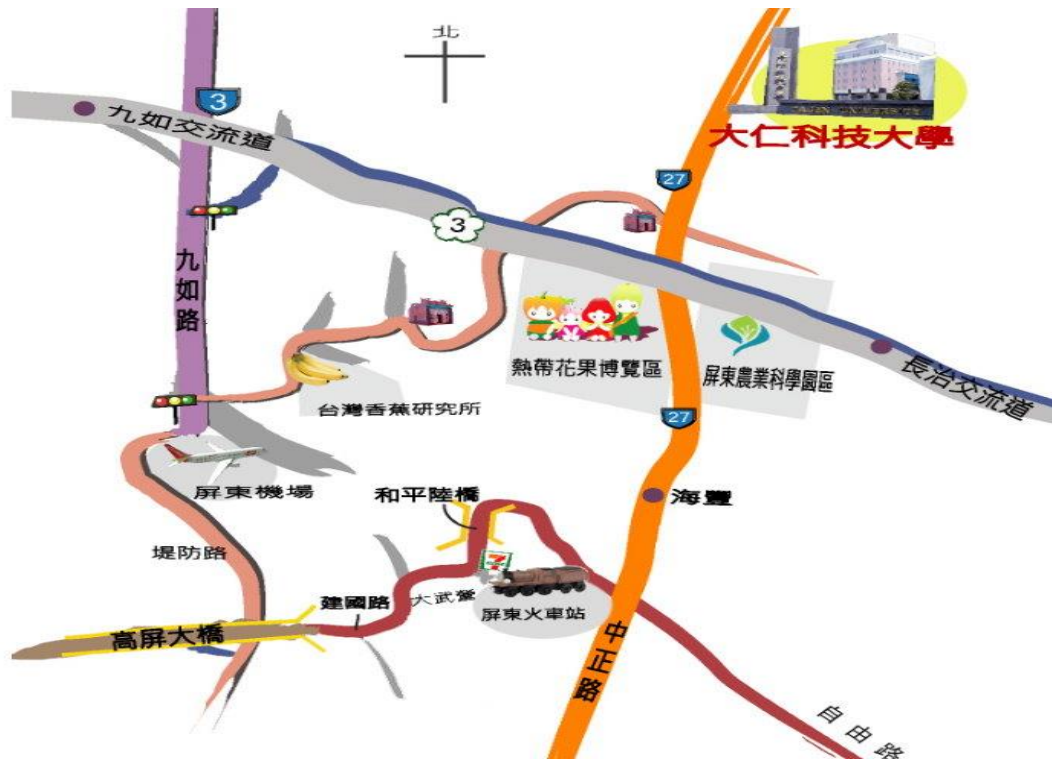 北
3
九如交流道
27
大仁科技大學
3
九如路
熱帶花果博覽區
屏東農業科學園區
長治交流道
台灣香蕉研究所
27
屏東機場
和平陸橋
海豐
堤防路
7
建國路
大武營
屏東火車站
高屏大橋
中正路
自由路